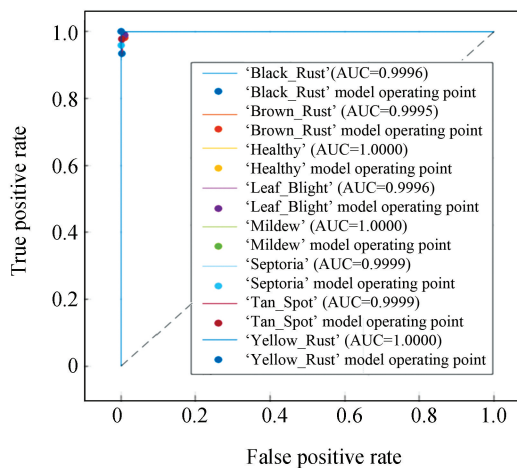 1.0
0.8
0.6
0.4
0.2
0
True positive rate
‘Black_Rust’(AUC=0.9996)
‘Black_Rust’ model operating point
‘Brown_Rust’ (AUC=0.9995)
‘Brown_Rust’ model operating point
‘Healthy’ (AUC=1.0000)
‘Healthy’ model operating point
‘Leaf_Blight’ (AUC=0.9996)
‘Leaf_Blight’ model operating point
‘Mildew’ (AUC=1.0000)
‘Mildew’ model operating point
‘Septoria’ (AUC=0.9999)
‘Septoria’ model operating point
‘Tan_Spot’ (AUC=0.9999)
‘Tan_Spot’ model operating point
‘Yellow_Rust’ (AUC=1.0000)
‘Yellow_Rust’ model operating point
0 0.2 0.4 0.6 0.8 1.0
False positive rate